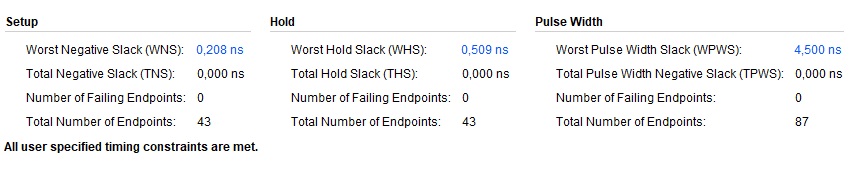 Setup Hold Pulse Width
Worst Negative Slack (WNS): 0,208 ns Worst Hold Slack (WHS): 0,509 ns Worst Pulse Width Slack (WPWS): 4,500 ns
Total Negative Slack (TNS): 0,000 ns Total Hold Slack (THS): 0,000 ns Total Pulse Width Negative Slack (TPWS): 0,000 ns
Number of Failing Endpoints: 0 Number of Failing Endpoints: 0 Number of Failing Endpoints: 0
Total Number of Endpoints: 43 Total Number of Endpoints: 43 Total Number of Endpoints: 87
All user specified timing constraints are met.